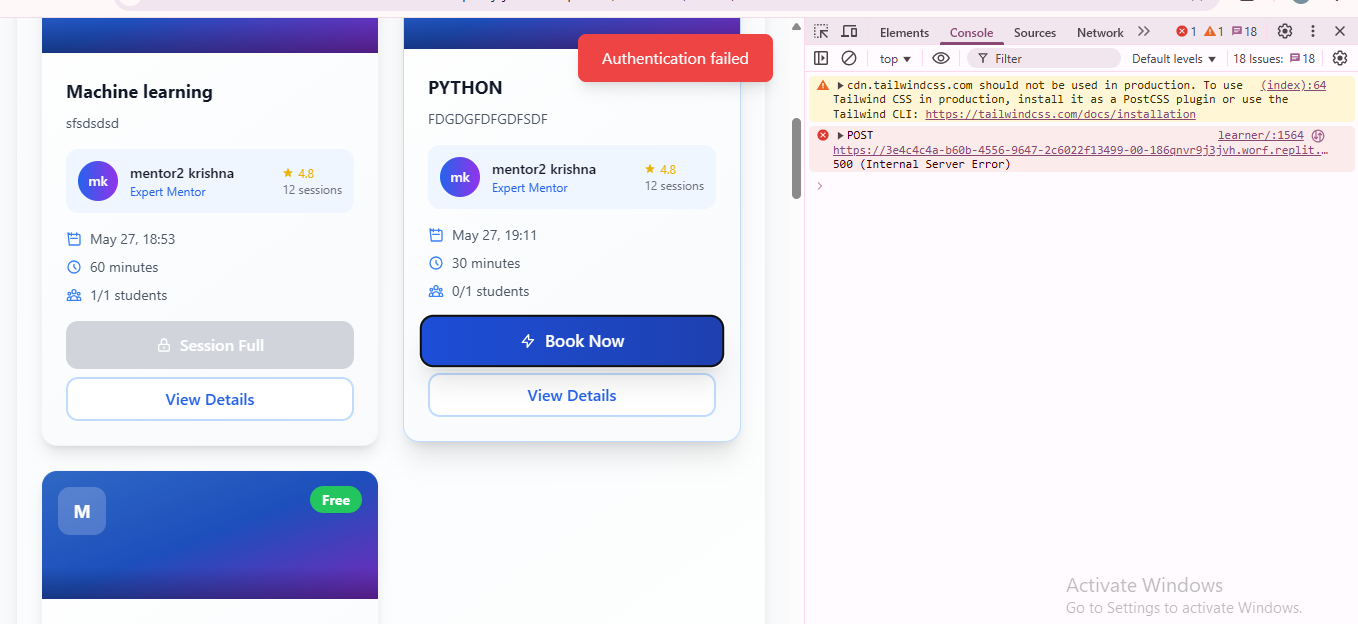 Authentication failed
Machine learning
sfsdsdsd
mk
mentor2 krishna
Expert Mentor
4.8
12 sessions
May 27, 18:53
60 minutes
1/1 students
Session Full
View Details
PYTHON
FDGDGFDFGDFSDF
mk
mentor2 krishna
Expert Mentor
4.8
12 sessions
May 27, 19:11
30 minutes
0/1 students
Book Now
View Details
M
Free
Elements Console Sources Network 1 1 18
top Filter Default levels 18 Issues: 18
cdn.tailwindcss.com should not be used in production. To use (index):64
Tailwind CSS in production, install it as a PostCSS plugin or use the
Tailwind CLI: https://tailwindcss.com/docs/installation
POST learner/:1564
https://3e4c4c4a-b60b-4556-9647-2c6022f13499-00-186qnvr9j3jvh.worf.replit.…
500 (Internal Server Error)
Activate Windows
Go to Settings to activate Windows.